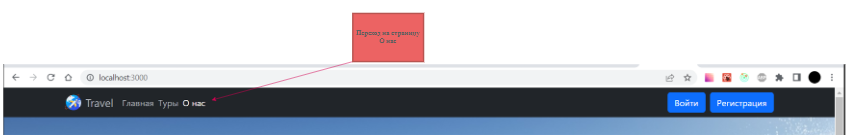 Переход на страницу
О нас
localhost:3000
Travel Главная Туры О нас Войти Регистрация